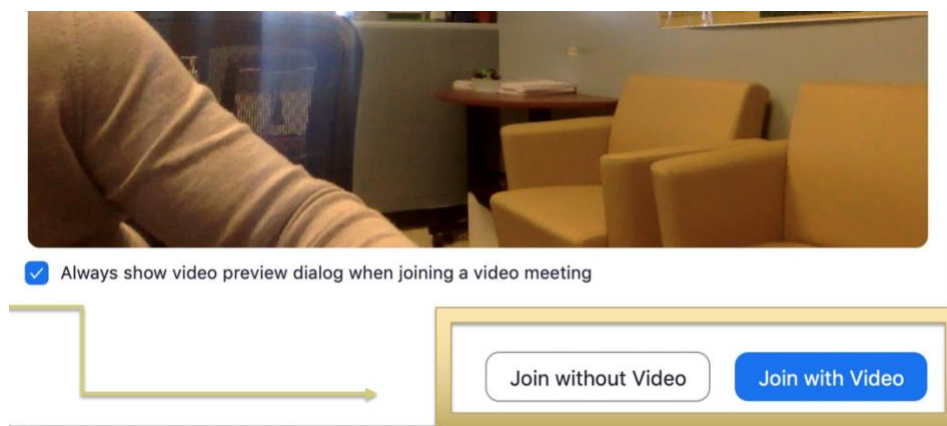 Always show video preview dialog when joining a video meeting
Join without Video
Join with Video